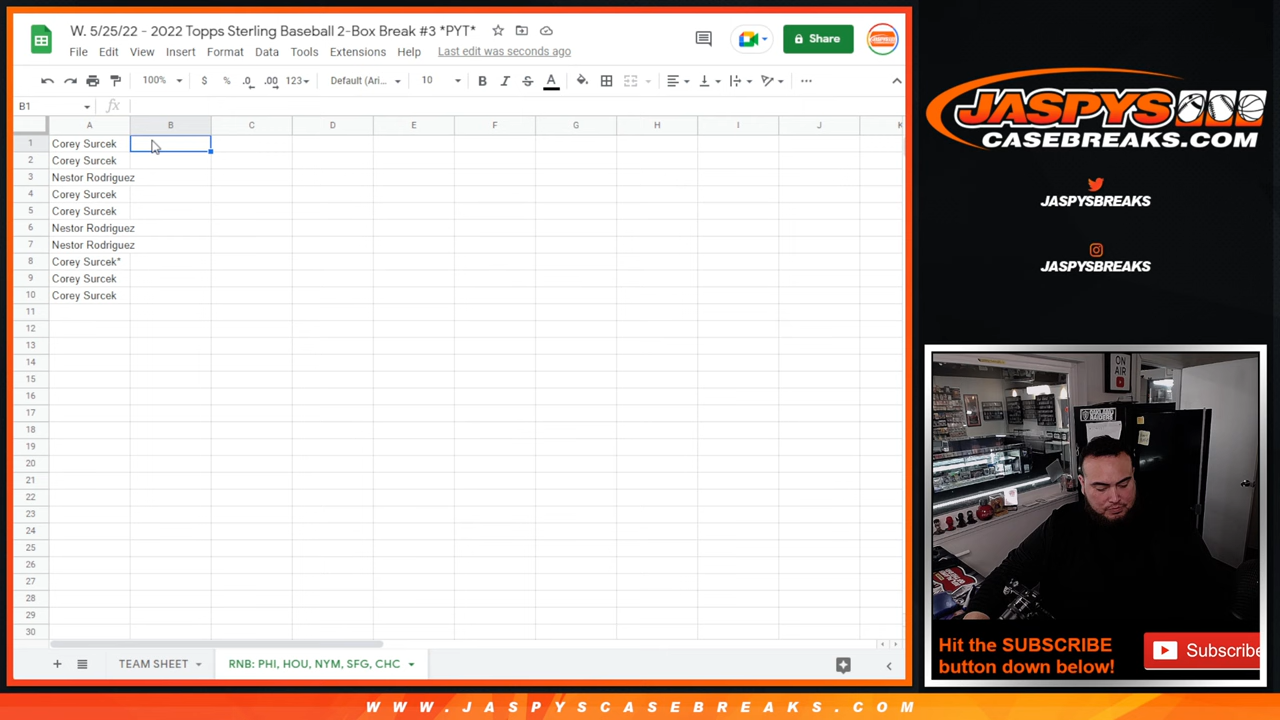 W. 5/25/22 - 2022 Topps Sterling Baseball 2-Box Break #3 *PYT*
File Edit View Insert Format Data Tools Extensions Help Last edit was seconds ago
Share
100% $ % .0 .00 123 Default (Ari... 10 B I S A
B1 fx
A B C D E F G H I J K
1 Corey Surcek
2 Corey Surcek
3 Nestor Rodriguez
4 Corey Surcek
5 Corey Surcek
6 Nestor Rodriguez
7 Nestor Rodriguez
8 Corey Surcek*
9 Corey Surcek
10 Corey Surcek
11
12
13
14
15
16
17
18
19
20
21
22
23
24
25
26
27
28
29
30
TEAM SHEET RNB: PHI, HOU, NYM, SFG, CHC
JASPYS
CASEBREAKS.COM
JASPYSBREAKS
JASPYSBREAKS
ON
AIR
Hit the SUBSCRIBE
button down below!
Subscribe
WWW.JASPYSCASEBREAKS.COM